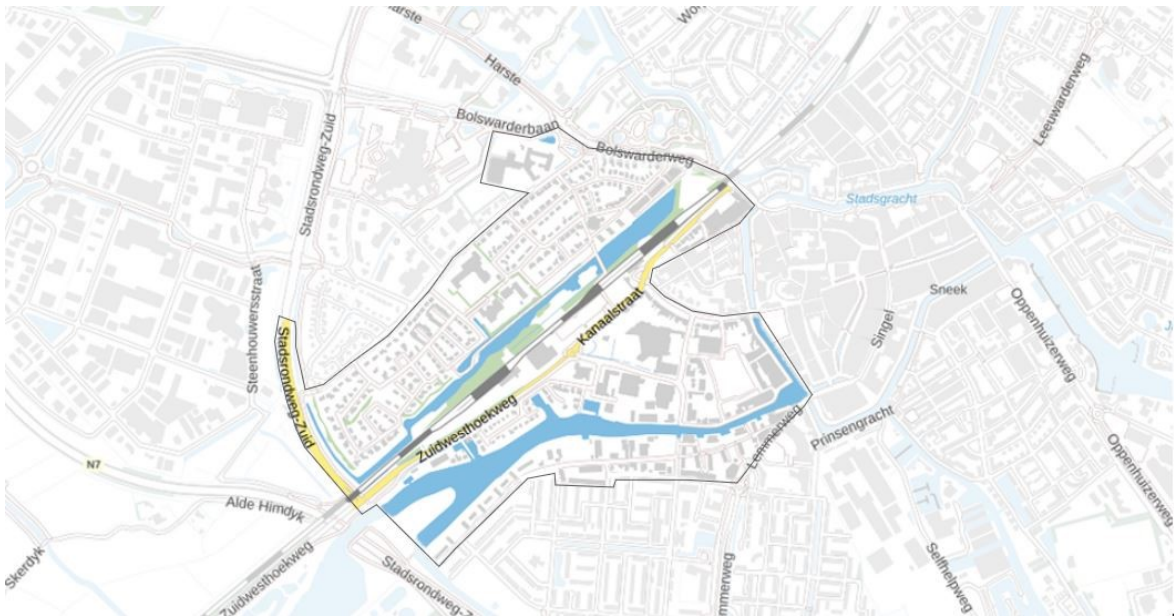 Harste
Harste
Bolswarderbaan
Bolswarderweg
Leeuwarderweg
Stadsrondweg-Zuid
Stadsgracht
Steenhouwersstraat
Sneek
Oppenhuizerweg
Singel
Kanaalstraat
Stadsrondweg-Zuid
Zuidwesthoekweg
Lemmerweg
Prinsengracht
N7
Alde Himdyk
Oppenhuizerweg
Skerdyk
Zuidwesthoekweg
Selfhelpweg